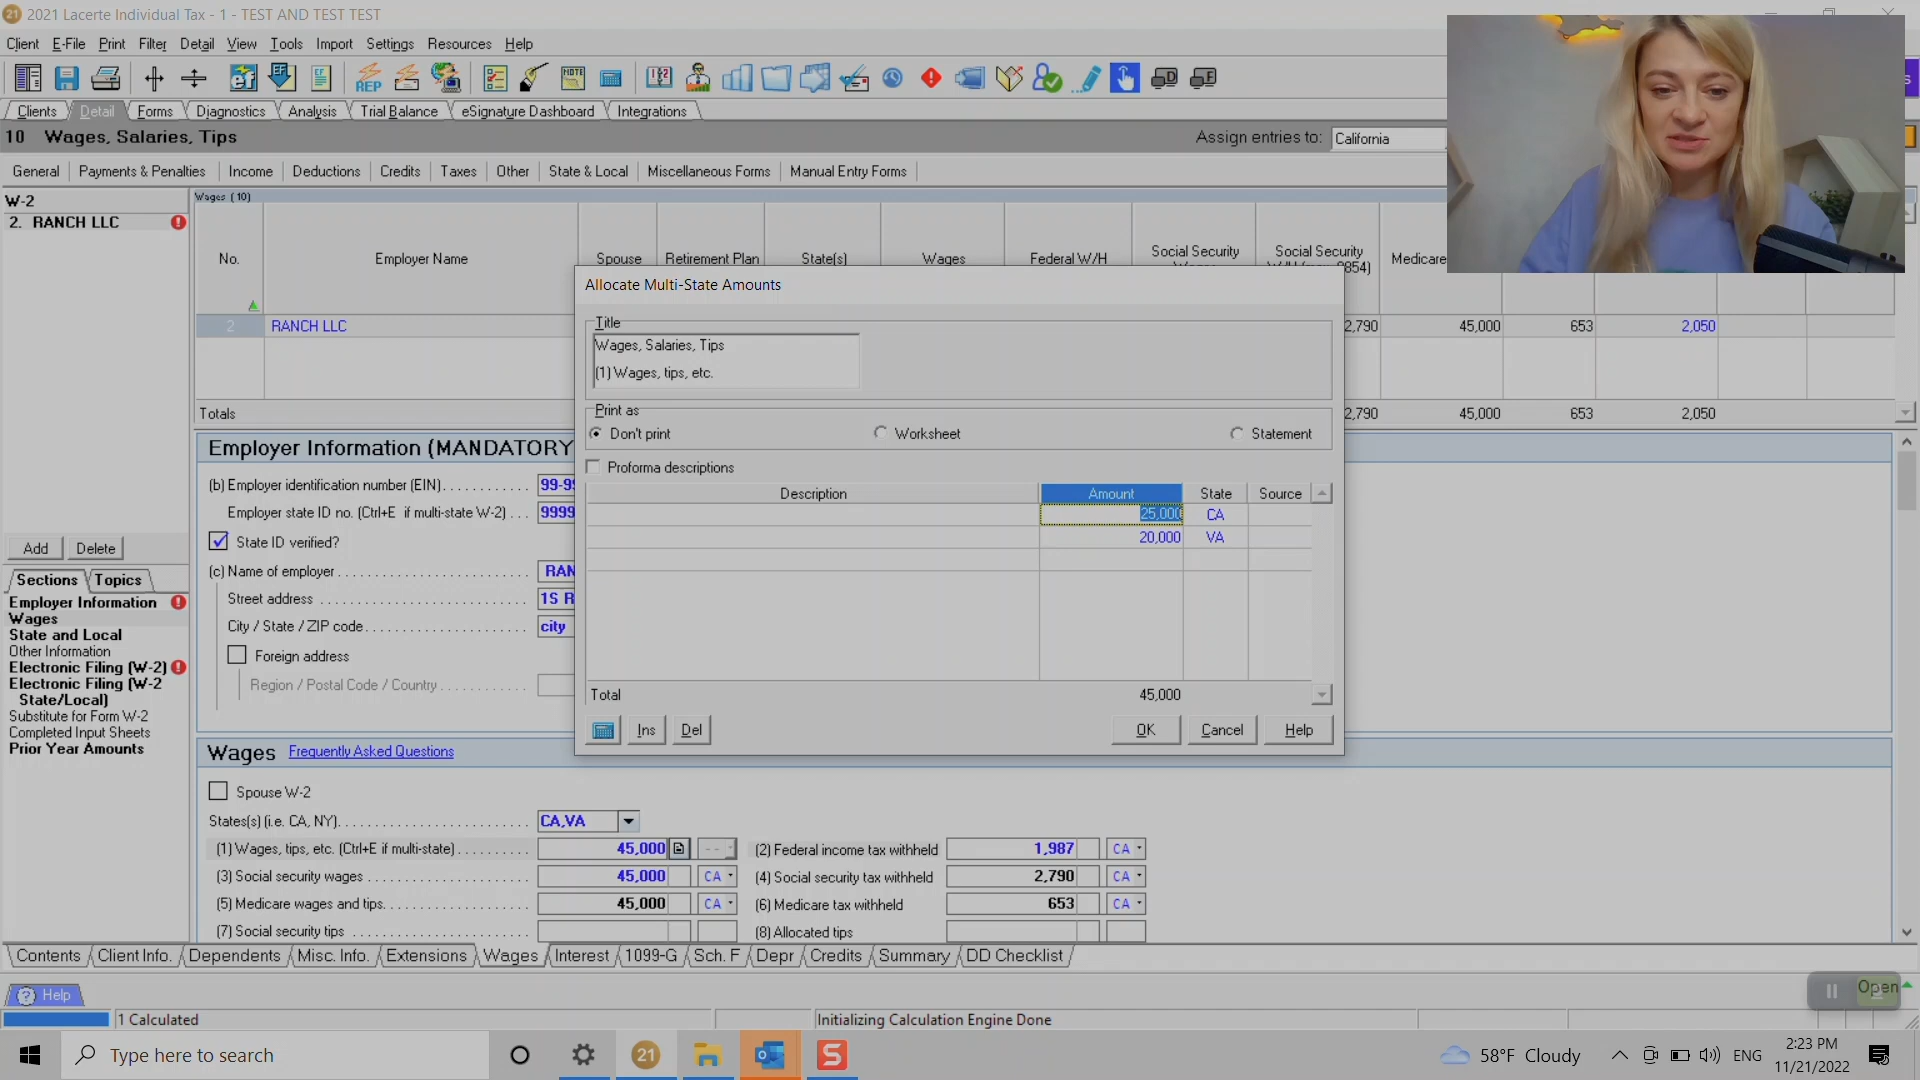 2021 Lacerte Individual Tax - 1 - TEST AND TEST TEST
Client E-File Print Filter Detail View Tools Import Settings Resources Help
Clients Detail Forms Diagnostics Analysis Trial Balance eSignature Dashboard Integrations
10 Wages, Salaries, Tips
Assign entries to: California
General Payments & Penalties Income Deductions Credits Taxes Other State & Local Miscellaneous Forms Manual Entry Forms
W-2
2. RANCH LLC
Wages (10)
No. Employer Name Spouse Retirement Plan State(s) Wages Federal W/H Social Security Social Security Medicare
2 RANCH LLC 2,790 45,000 653 2,050
Totals 2,790 45,000 653 2,050
Allocate Multi-State Amounts
Title
Wages, Salaries, Tips
(1) Wages, tips, etc.
Print as
Don't print Worksheet Statement
Proforma descriptions
Description Amount State Source
25,000 CA
20,000 VA
Total 45,000
Ins Del OK Cancel Help
Employer Information (MANDATORY
(b) Employer identification number (EIN)
Employer state ID no. (Ctrl+E if multi-state W-2) 9999
State ID verified?
(c) Name of employer RAN
Street address 1S R
City / State / ZIP code city
Foreign address
Region / Postal Code / Country
Add Delete
Sections Topics
Employer Information
Wages
State and Local
Other Information
Electronic Filing (W-2)
Electronic Filing (W-2
State/Local)
Substitute for Form W-2
Completed Input Sheets
Prior Year Amounts
Wages Frequently Asked Questions
Spouse W-2
States(s) (i.e. CA, NY) CA,VA
(1) Wages, tips, etc. (Ctrl+E if multi-state) 45,000 -- (2) Federal income tax withheld 1,987 CA
(3) Social security wages 45,000 CA (4) Social security tax withheld 2,790 CA
(5) Medicare wages and tips. 45,000 CA (6) Medicare tax withheld 653 CA
(7) Social security tips (8) Allocated tips
Contents Client Info. Dependents Misc. Info. Extensions Wages Interest 1099-G Sch. F Depr Credits Summary DD Checklist
Help
Open
1 Calculated Initializing Calculation Engine Done
Type here to search
21
S
58°F Cloudy
ENG
2:23 PM
11/21/2022